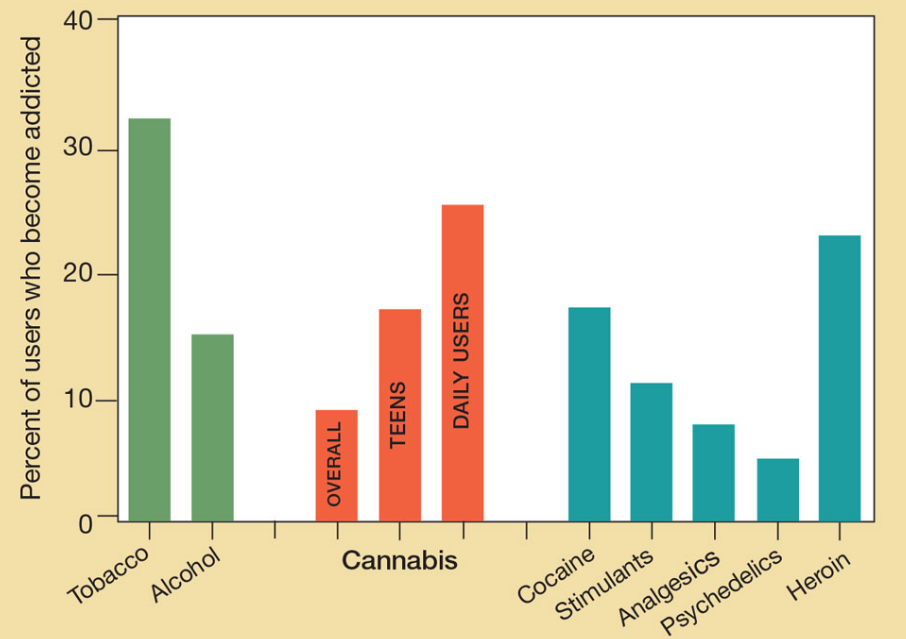 Percent of users who become addicted
40
30
20
10
0
OVERALL
TEENS
DAILY USERS
Tobacco
Alcohol
Cannabis
Cocaine
Stimulants
Analgesics
Psychedelics
Heroin